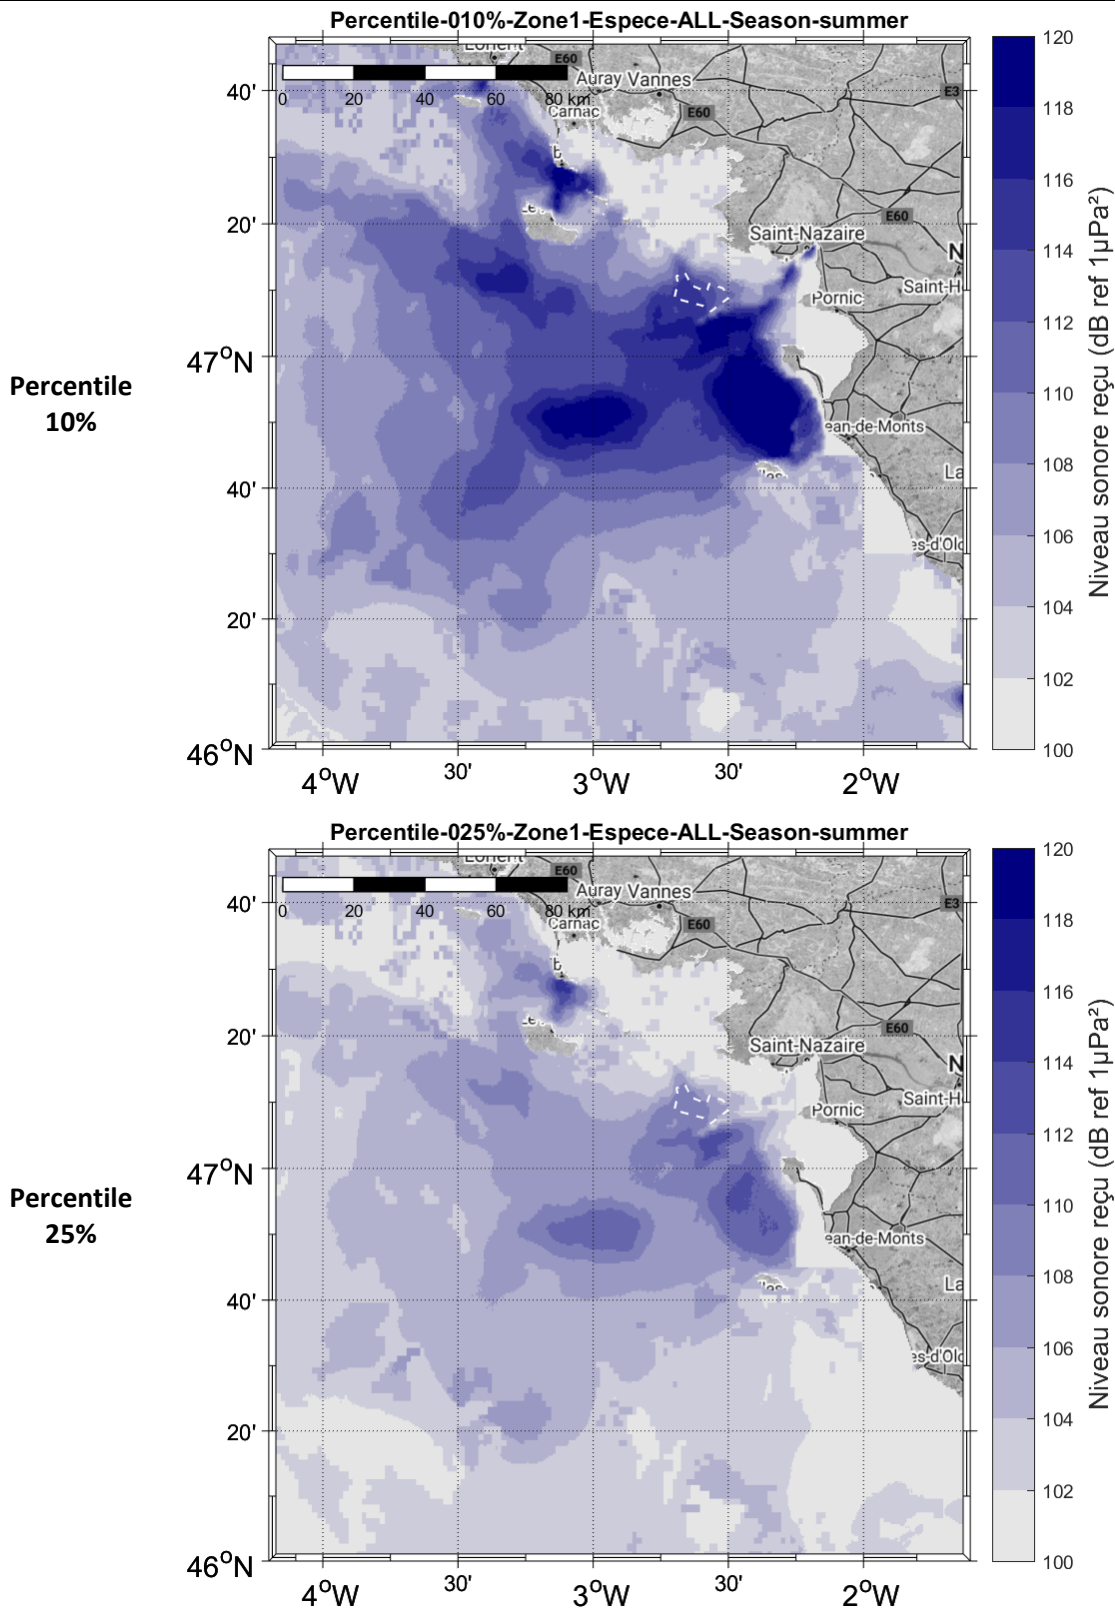 Percentile-010%-Zone1-Espece-ALL-Season-summer
Lorient
E60
Auray Vannes
0 20 40 60 80 km
E3
Carnac
E60
40'
20'
E60
Saint-Nazaire
N
Saint-H
Pornic
47°N
Percentile
10%
ean-de-Monts
La
40'
es-d'Olo
20'
46°N
4°W 30' 3°W 30' 2°W
120
118
116
114
112
110
108
106
104
102
100
Niveau sonore reçu (dB ref 1µPa²)
Percentile-025%-Zone1-Espece-ALL-Season-summer
Lorient
E60
Auray Vannes
0 20 40 60 80 km
E3
Carnac
E60
40'
20'
E60
Saint-Nazaire
N
Saint-H
Pornic
47°N
Percentile
25%
ean-de-Monts
La
40'
es-d'Olo
20'
46°N
4°W 30' 3°W 30' 2°W
120
118
116
114
112
110
108
106
104
102
100
Niveau sonore reçu (dB ref 1µPa²)